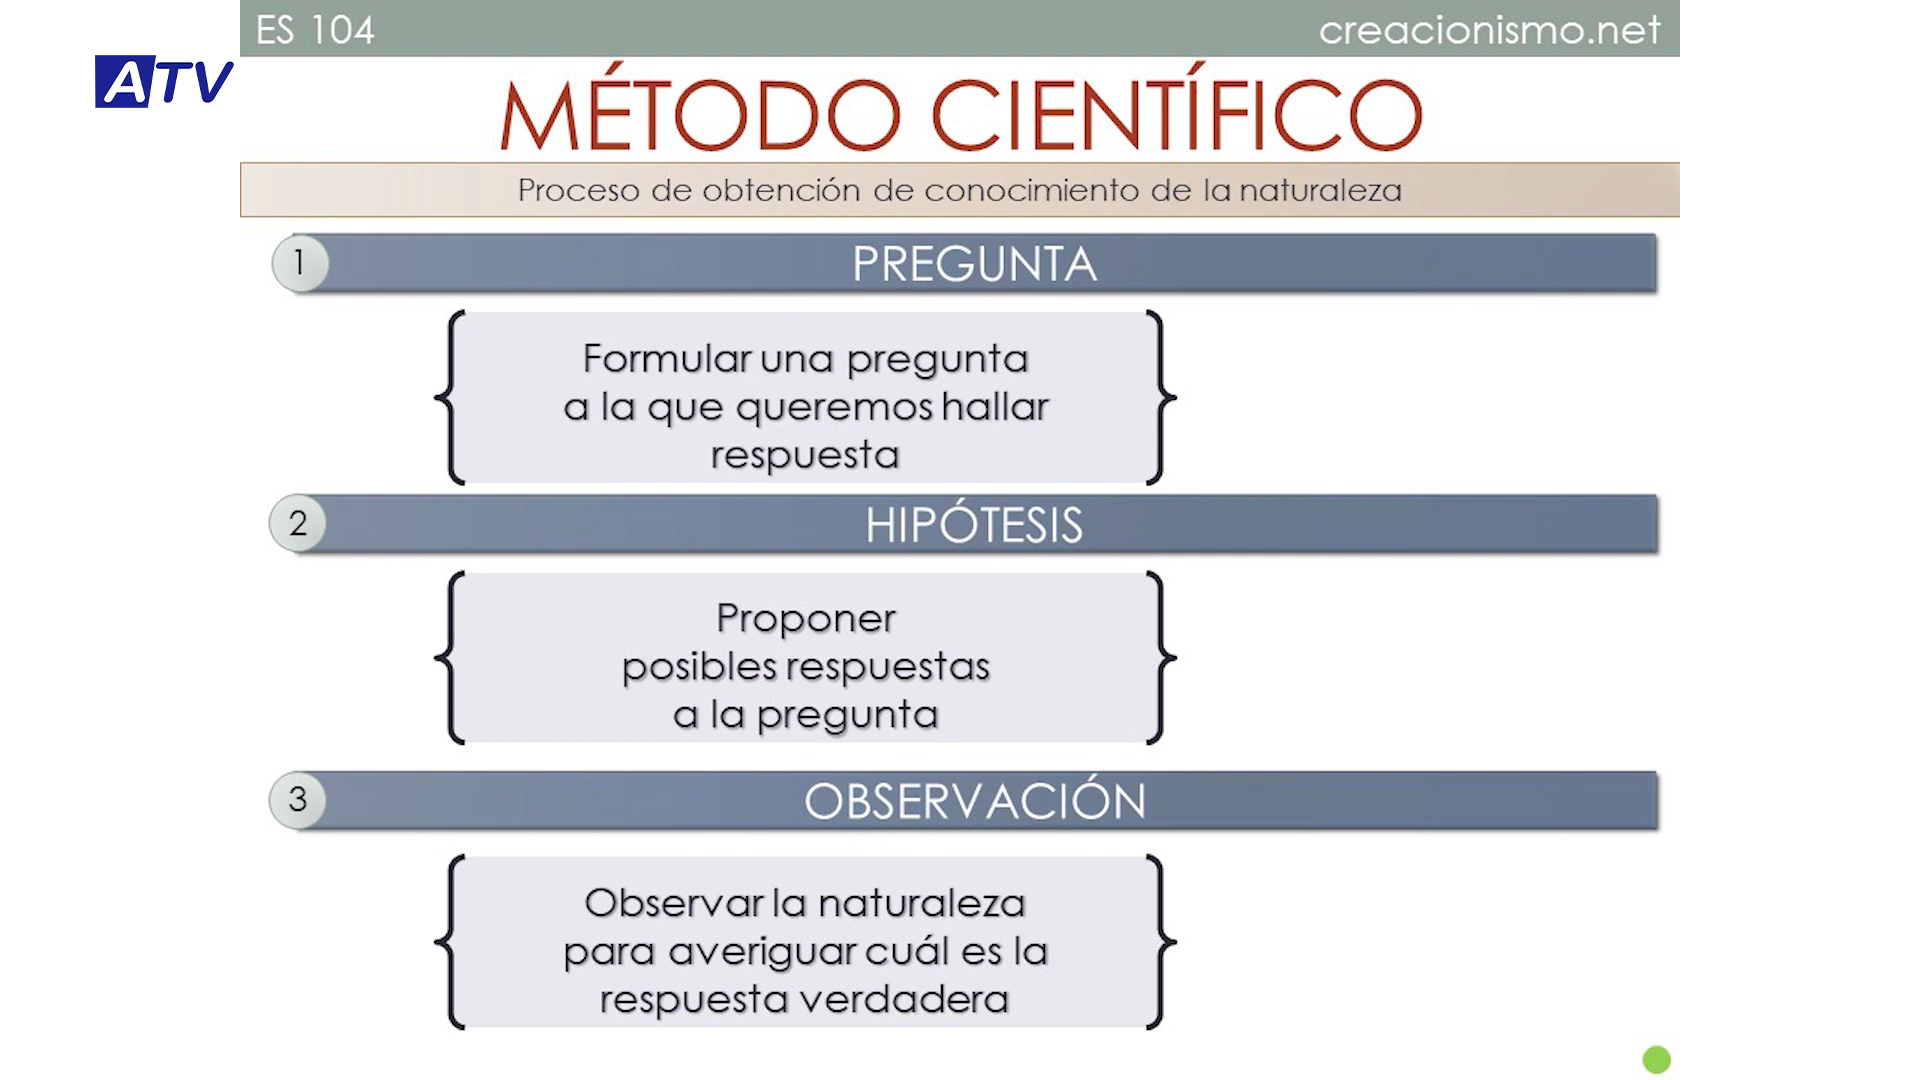 ES 104
creacionismo.net
ATV
MÉTODO CIENTÍFICO
Proceso de obtención de conocimiento de la naturaleza
1
PREGUNTA
Formular una pregunta
a la que queremos hallar
respuesta
2
HIPÓTESIS
Proponer
posibles respuestas
a la pregunta
3
OBSERVACIÓN
Observar la naturaleza
para averiguar cuál es la
respuesta verdadera